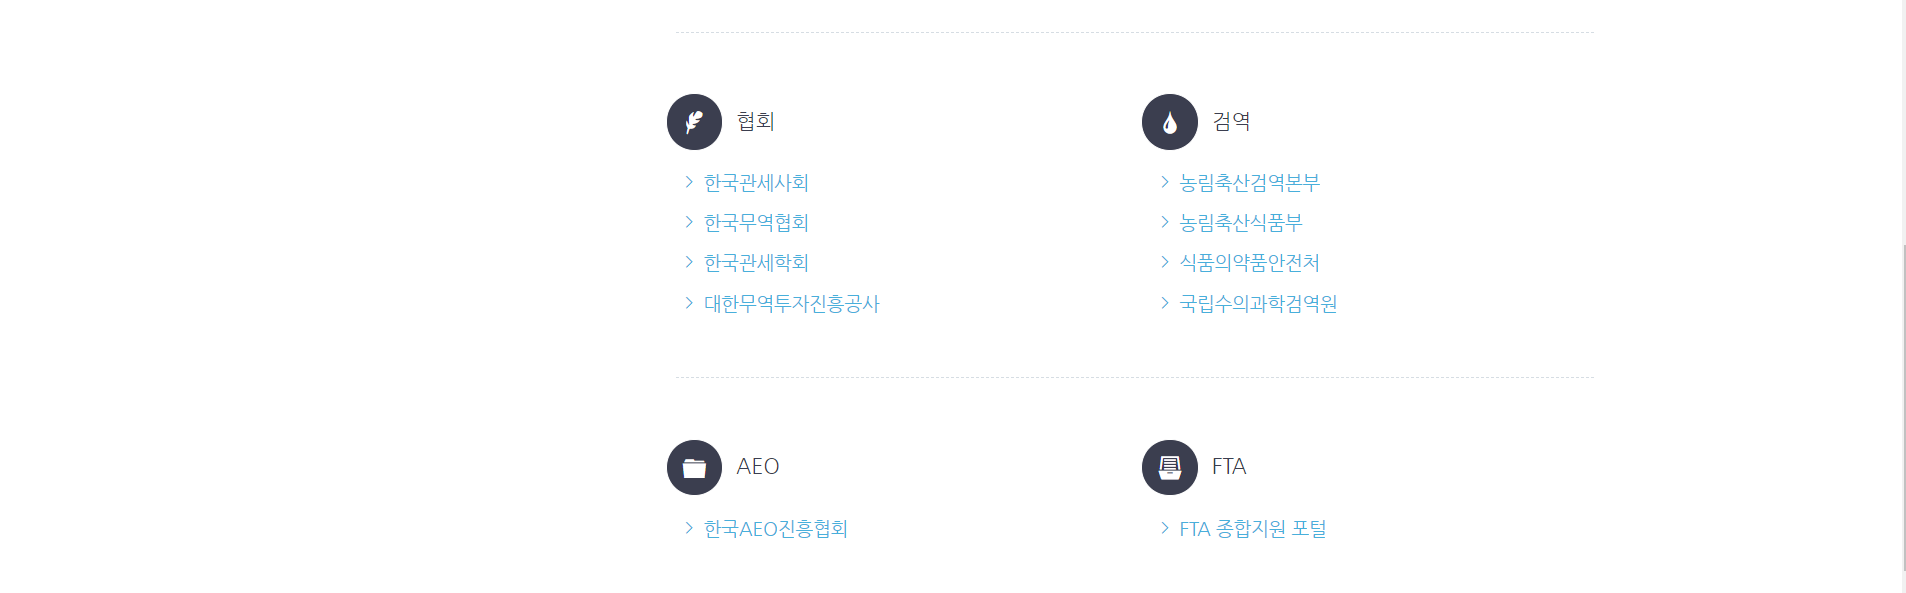 협회
한국관세사회
한국무역협회
한국관세학회
대한무역투자진흥공사
검역
농림축산검역본부
농림축산식품부
식품의약품안전처
국립수의과학검역원
AEO
한국AEO진흥협회
FTA
FTA 종합지원 포털